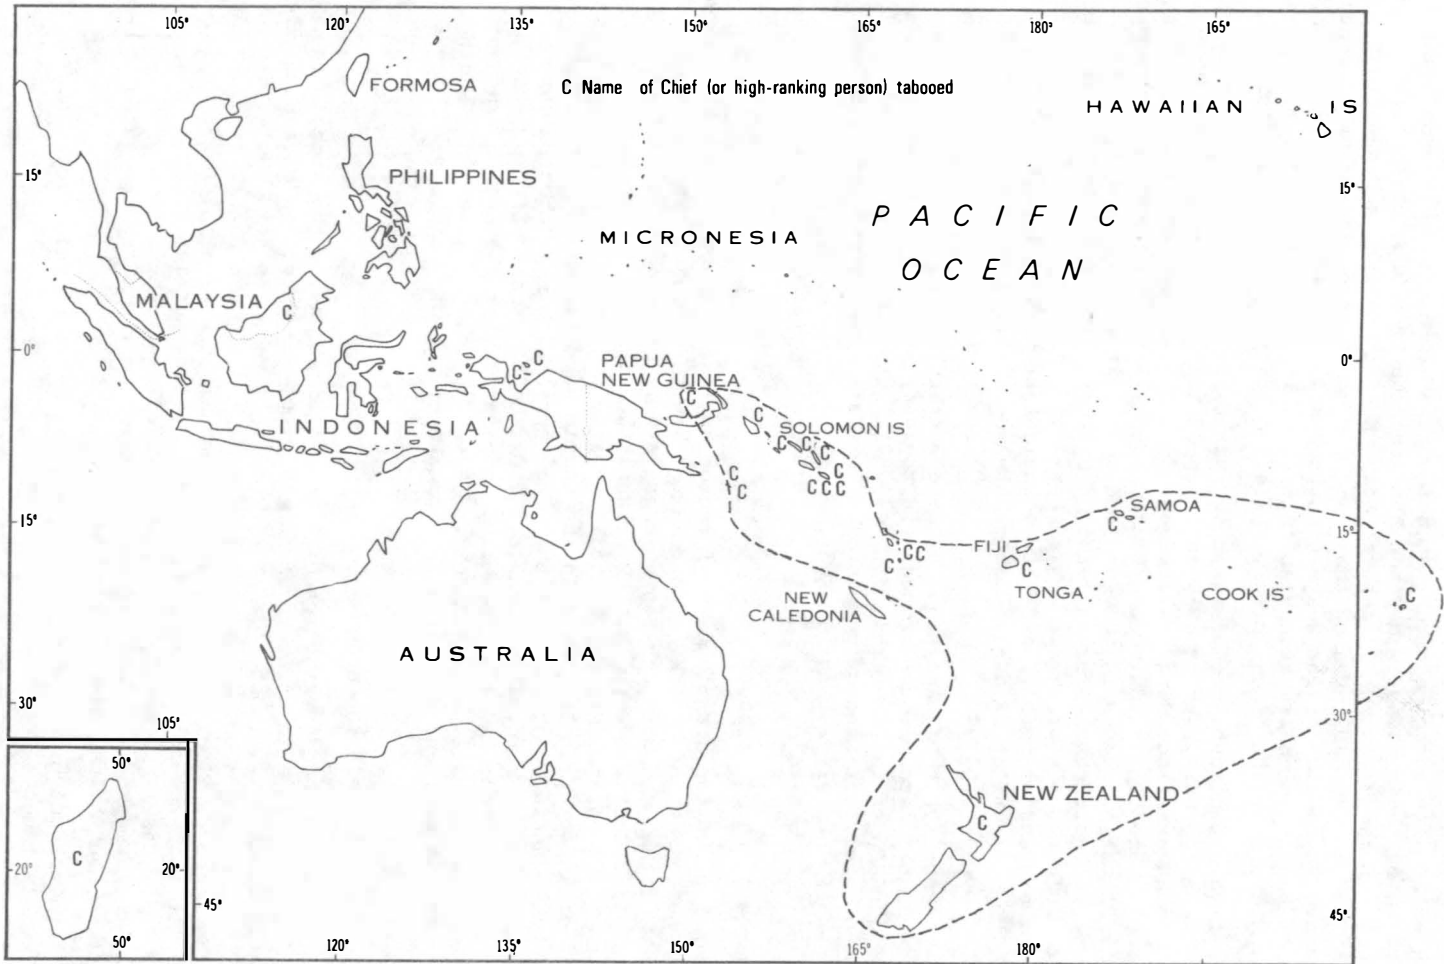 105° 120° 135° 150° 165° 180° 165°
FORMOSA
C Name of Chief (or high-ranking person) tabooed
HAWAIIAN IS
15° 15°
PHILIPPINES
PACIFIC
MICRONESIA
OCEAN
MALAYSIA
C
0° 0°
C
C
PAPUA
NEW GUINEA
C
C
INDONESIA
SOLOMON IS
C C
C
C C
C C C C
15° 15°
SAMOA
C
FIJI
C C
C C
TONGA
COOK IS
C
NEW
CALEDONIA
AUSTRALIA
30° 30°
105°
50°
NEW ZEALAND
C
C
20° 20°
45° 45°
50°
120° 135° 150° 165° 180°